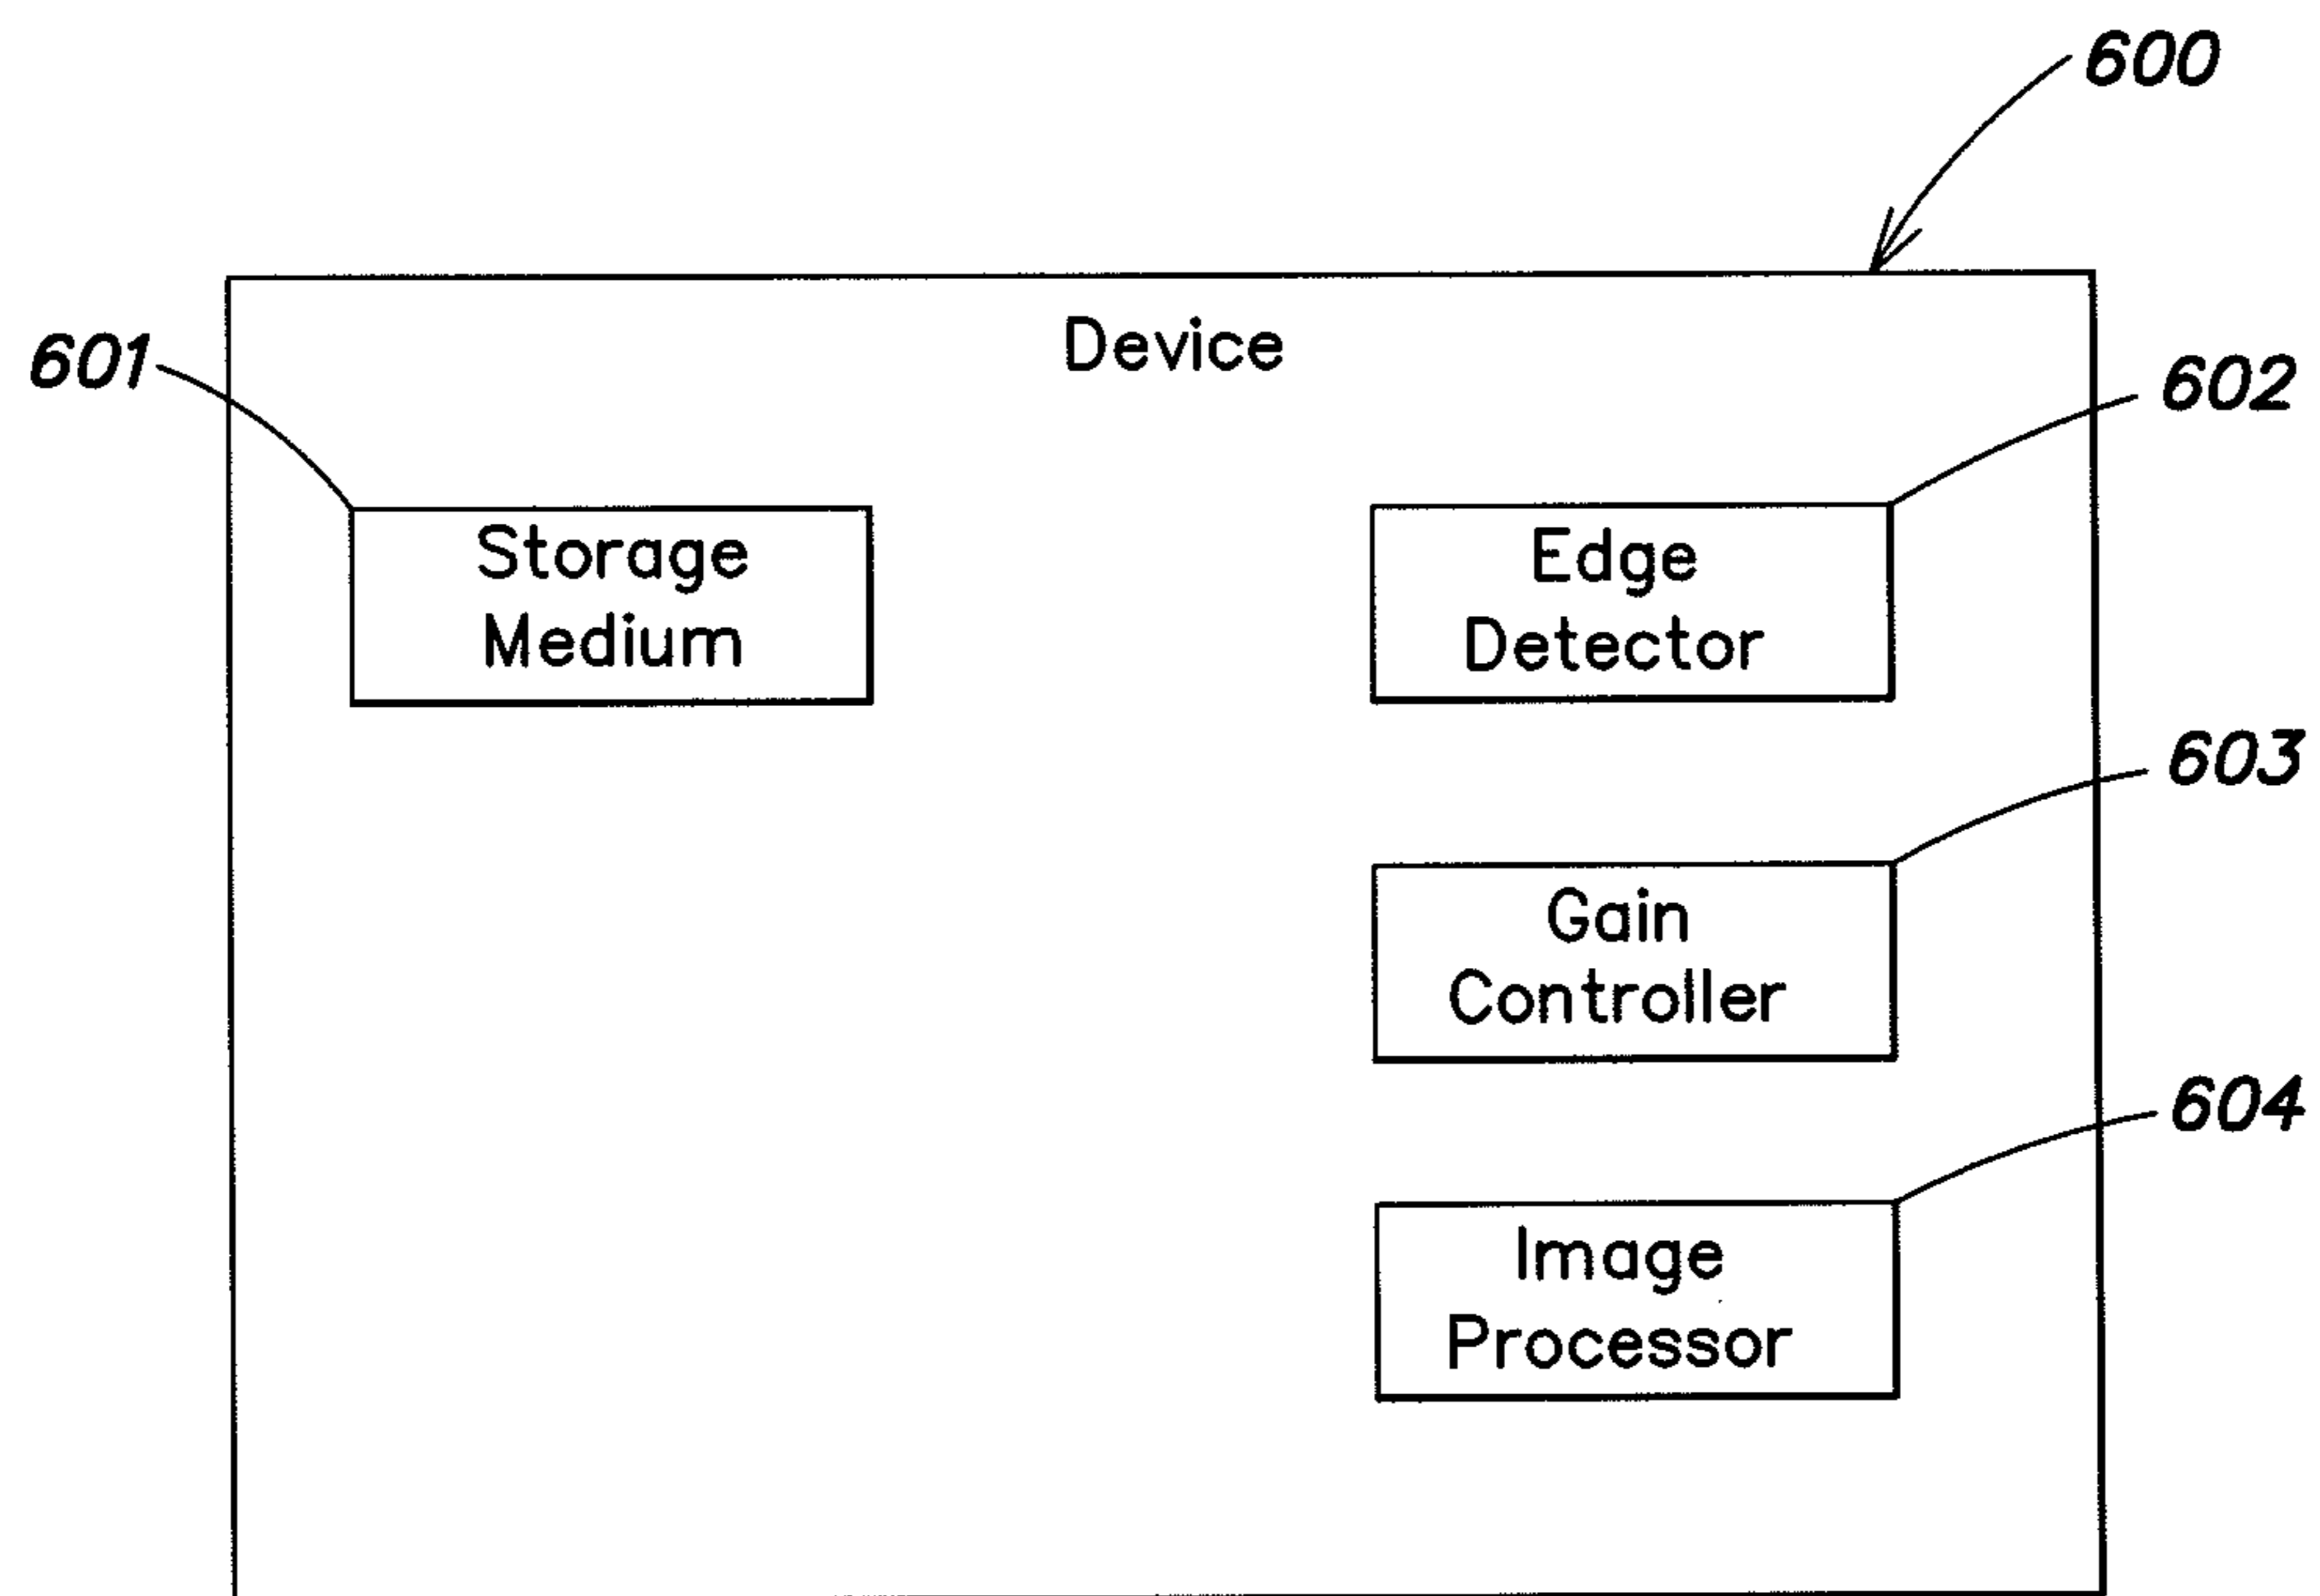 600
Device
601
602
Storage
Medium
Edge
Detector
603
Gain
Controller
604
Image
Processor